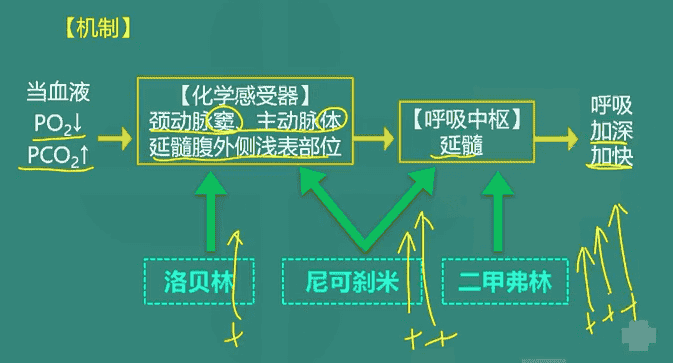 【机制】
当血液
PO₂↓
PCO₂↑
【化学感受器】
颈动脉窦 主动脉体
延髓腹外侧浅表部位
【呼吸中枢】
延髓
呼吸
加深
加快
洛贝林
尼可刹米
二甲弗林
+
++
+++